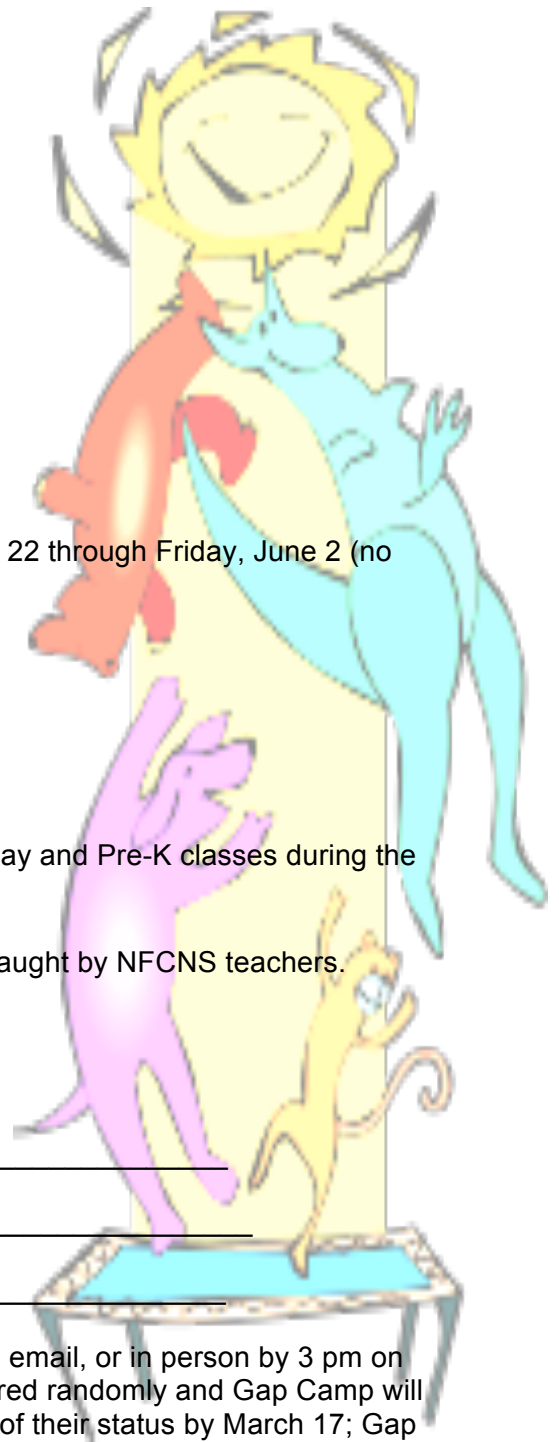 22 through Friday, June 2 (no
ay and Pre-K classes during the
aught by NFCNS teachers.
email, or in person by 3 pm on
red randomly and Gap Camp will
of their status by March 17; Gap